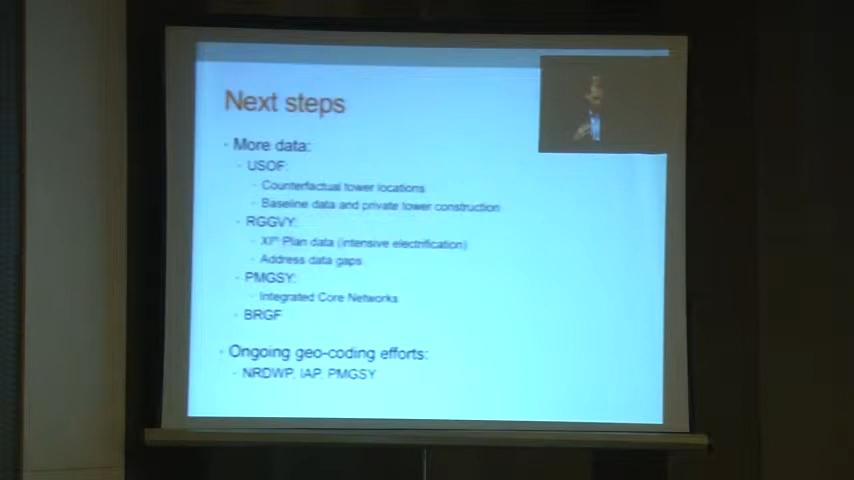 Next steps
• More data:
- USOF:
- Counterfactual tower locations
- Baseline data and private tower construction
- RGGVY:
- XIth Plan data (intensive electrification)
- Address data gaps
- PMGSY:
- Integrated Core Networks
- BRGF
• Ongoing geo-coding efforts:
- NRDWP, IAP, PMGSY